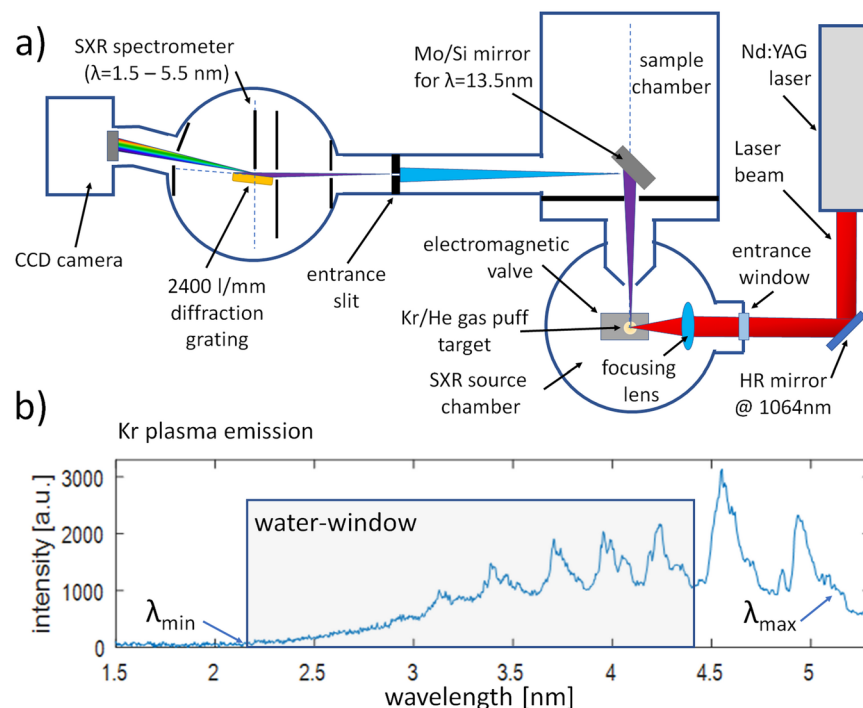 a)
SXR spectrometer
(λ=1.5 – 5.5 nm)
Mo/Si mirror
for λ=13.5nm
sample
chamber
Nd:YAG
laser
Laser
beam
CCD camera
2400 l/mm
diffraction
grating
entrance
slit
electromagnetic
valve
entrance
window
Kr/He gas puff
target
SXR source
chamber
focusing
lens
HR mirror
@ 1064nm
b)
Kr plasma emission
intensity [a.u.]
3000
2000
1000
0
water-window
λmin
λmax
1.5 2 2.5 3 3.5 4 4.5 5
wavelength [nm]